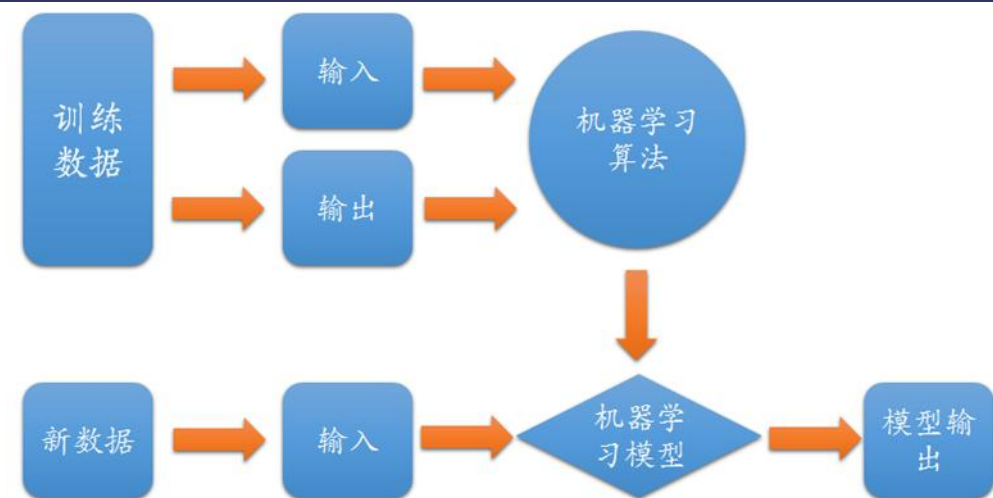 训练
数据
输入
输出
机器学习
算法
新数据
输入
机器学
习模型
模型输
出